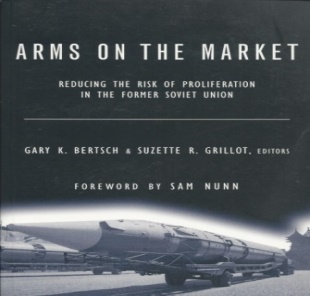 ARMS ON THE MARKET
REDUCING THE RISK OF PROLIFERATION
IN THE FORMER SOVIET UNION
GARY K. BERTSCH & SUZETTE R. GRILLOT, EDITORS
FOREWORD BY SAM NUNN